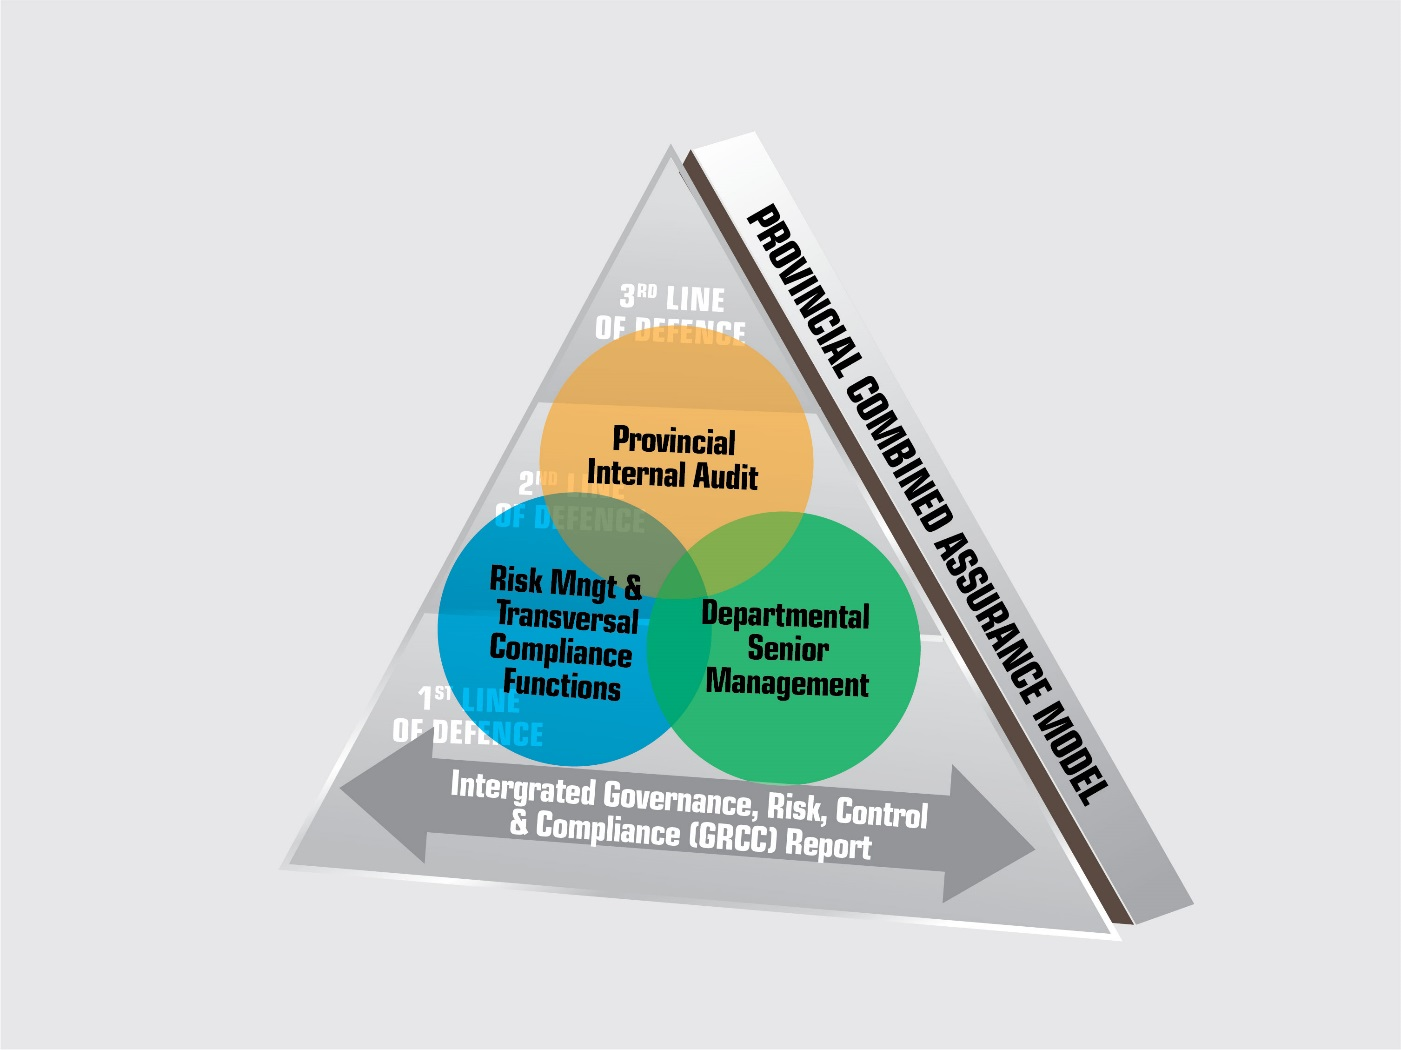 3RD LINE
OF DEFENCE
Provincial
Internal Audit
2ND LINE
OF DEFENCE
Risk Mngt &
Transversal
Compliance
Functions
Departmental
Senior
Management
1ST LINE
OF DEFENCE
Intergrated Governance, Risk, Control
& Compliance (GRCC) Report
PROVINCIAL COMBINED ASSURANCE MODEL